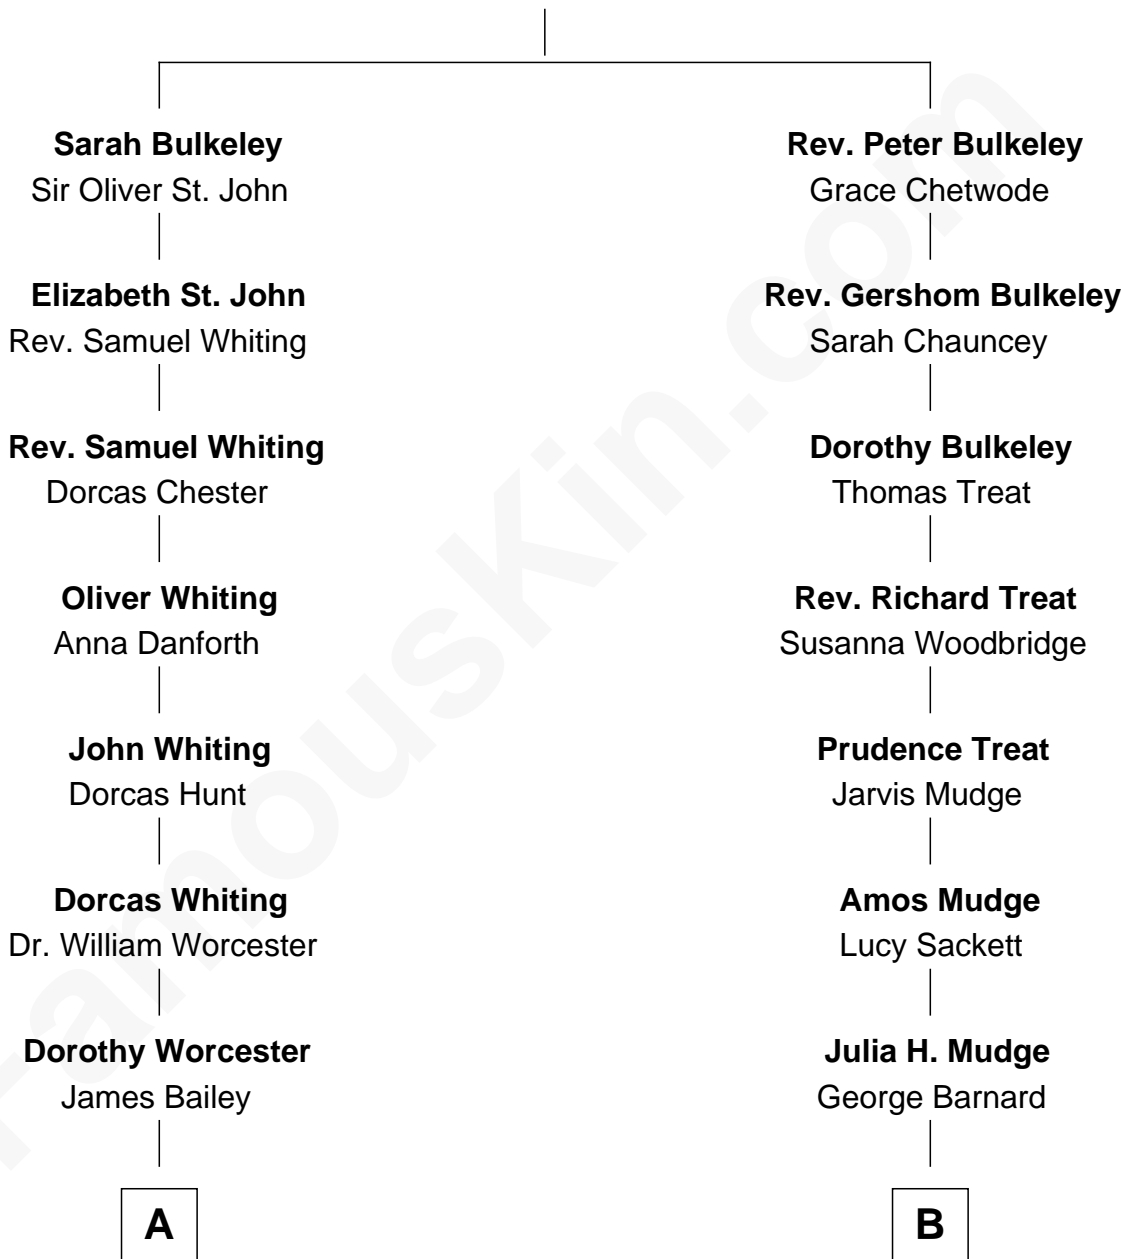 Sarah Bulkeley
Sir Oliver St. John
Elizabeth St. John
Rev. Samuel Whiting
Rev. Samuel Whiting
Dorcas Chester
Oliver Whiting
Anna Danforth
John Whiting
Dorcas Hunt
Dorcas Whiting
Dr. William Worcester
Dorothy Worcester
James Bailey
A
Rev. Peter Bulkeley
Grace Chetwode
Rev. Gershom Bulkeley
Sarah Chauncey
Dorothy Bulkeley
Thomas Treat
Rev. Richard Treat
Susanna Woodbridge
Prudence Treat
Jarvis Mudge
Amos Mudge
Lucy Sackett
Julia H. Mudge
George Barnard
B
FamousKin.com